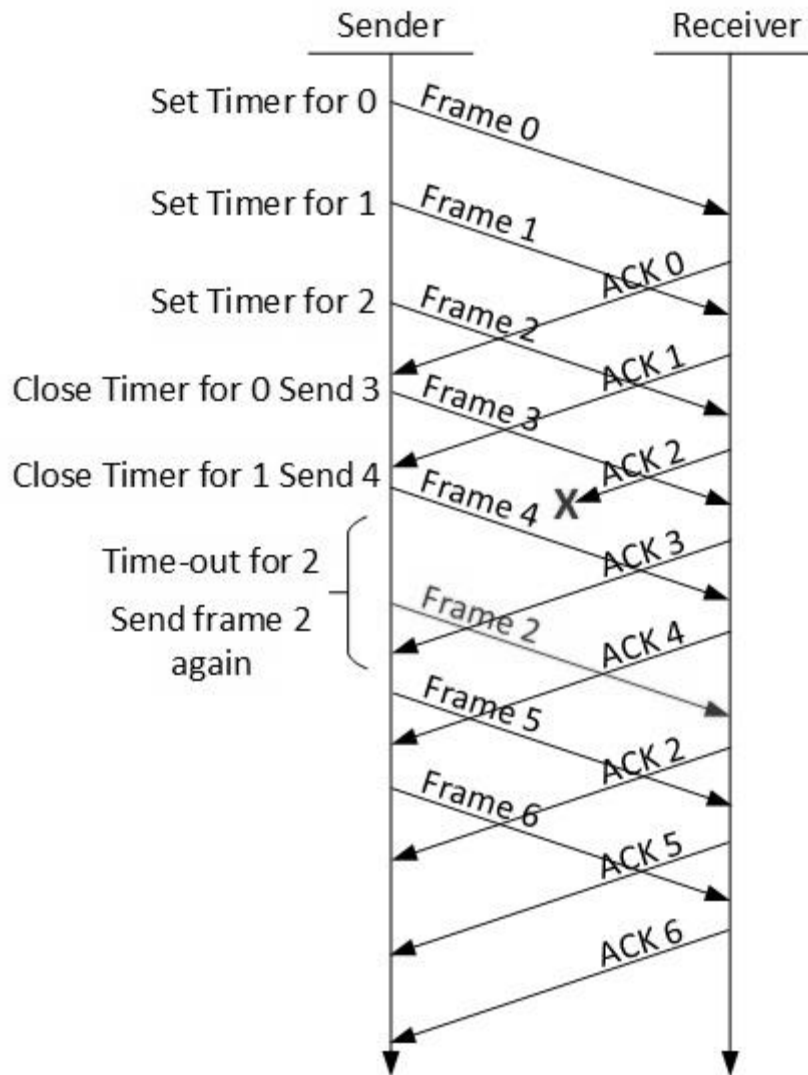 Sender
Receiver
Set Timer for 0
Frame 0
Set Timer for 1
Frame 1
ACK 0
Set Timer for 2
Frame 2
ACK 1
Close Timer for 0 Send 3
Frame 3
ACK 2
Close Timer for 1 Send 4
Frame 4
X
ACK 3
Time-out for 2
Send frame 2
again
Frame 2
ACK 4
Frame 5
ACK 2
Frame 6
ACK 5
ACK 6